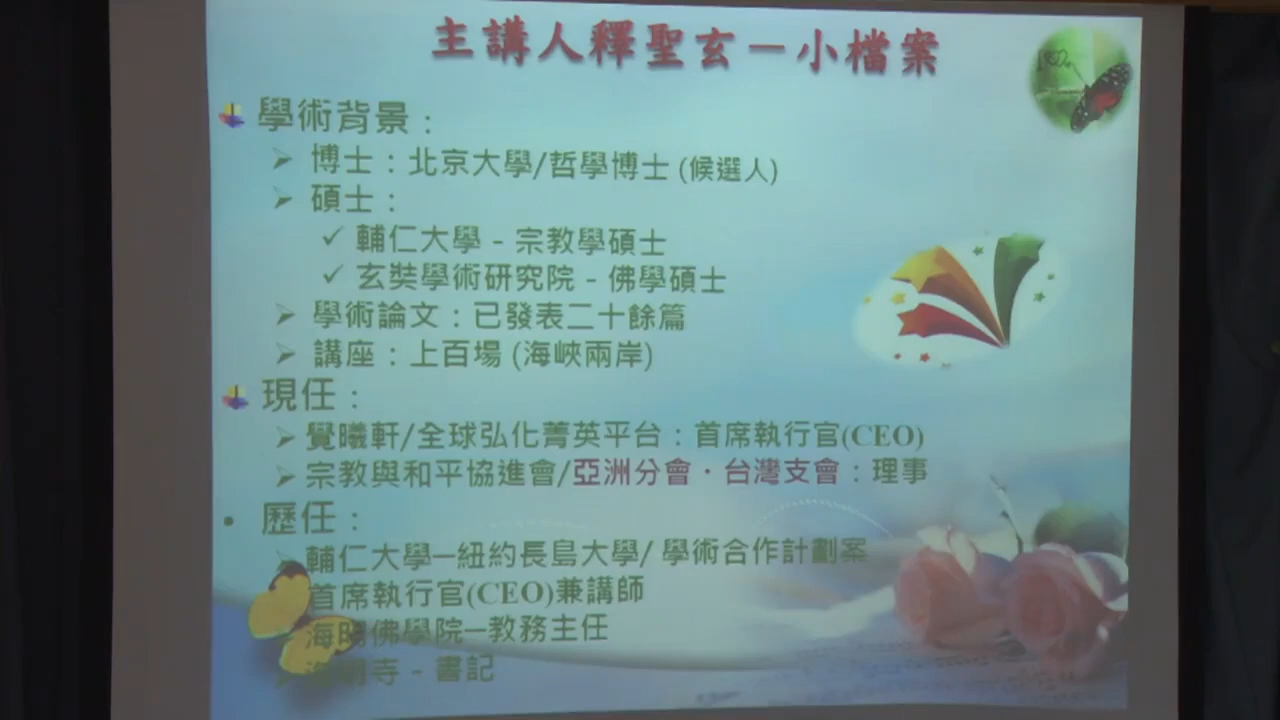 主講人釋聖玄－小檔案
學術背景：
博士：北京大學/哲學博士 (候選人)
碩士：
輔仁大學 - 宗教學碩士
玄奘學術研究院 - 佛學碩士
學術論文：已發表二十餘篇
講座：上百場 (海峽兩岸)
現任：
覺曦軒/全球弘化菁英平台：首席執行官(CEO)
宗教與和平協進會/亞洲分會‧台灣支會：理事
歷任：
輔仁大學─紐約長島大學/ 學術合作計劃案
首席執行官(CEO)兼講師
海明佛學院─教務主任
寺 - 書記